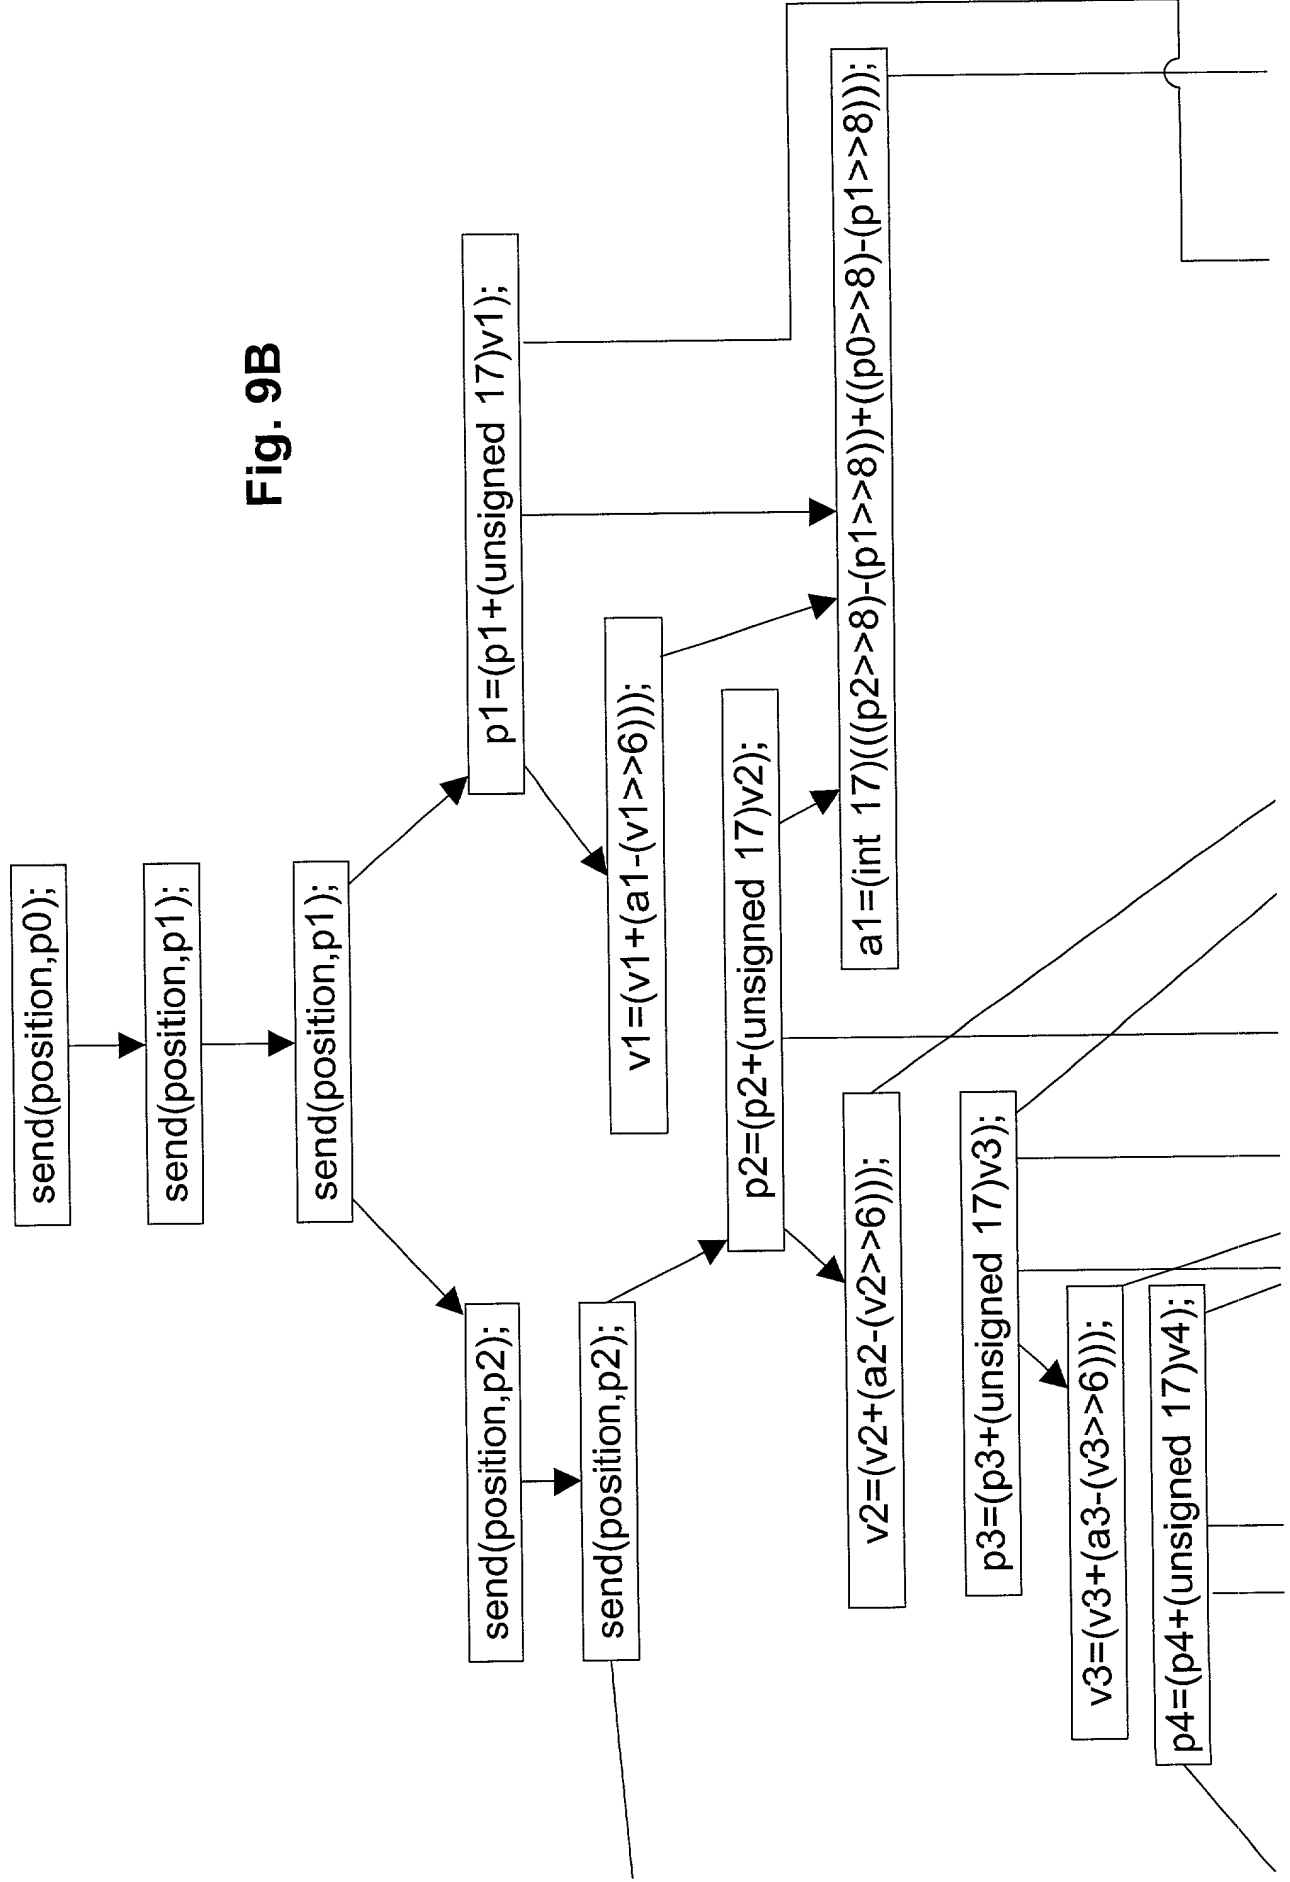 Fig. 9B
send(position,p0);
send(position,p1);
send(position,p1);
send(position,p2);
p1=(p1+(unsigned 17)v1);
send(position,p2);
v1=(v1+(a1-(v1>>6)));
p2=(p2+(unsigned 17)v2);
a1=(int 17)(((p2>>8)-(p1>>8))+((p0>>8)-(p1>>8)));
v2=(v2+(a2-(v2>>6)));
p3=(p3+(unsigned 17)v3);
v3=(v3+(a3-(v3>>6)));
p4=(p4+(unsigned 17)v4);